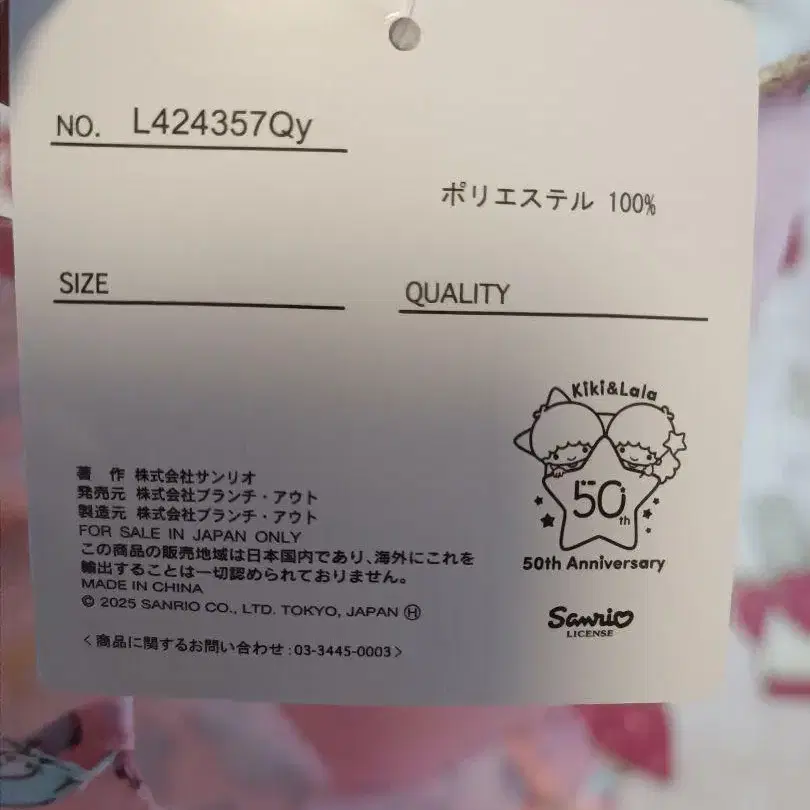 NO. L424357Qy
ポリエステル 100%
SIZE
QUALITY
Kiki&Lala
50th
50th Anniversary
Sanrio
LICENSE
著 作 株式会社サンリオ
発売元 株式会社ブランチ・アウト
製造元 株式会社ブランチ・アウト
FOR SALE IN JAPAN ONLY
この商品の販売地域は日本国内であり、海外にこれを
輸出することは一切認められておりません。
MADE IN CHINA
© 2025 SANRIO CO., LTD. TOKYO, JAPAN Ⓗ
<商品に関するお問い合わせ:03-3445-0003>